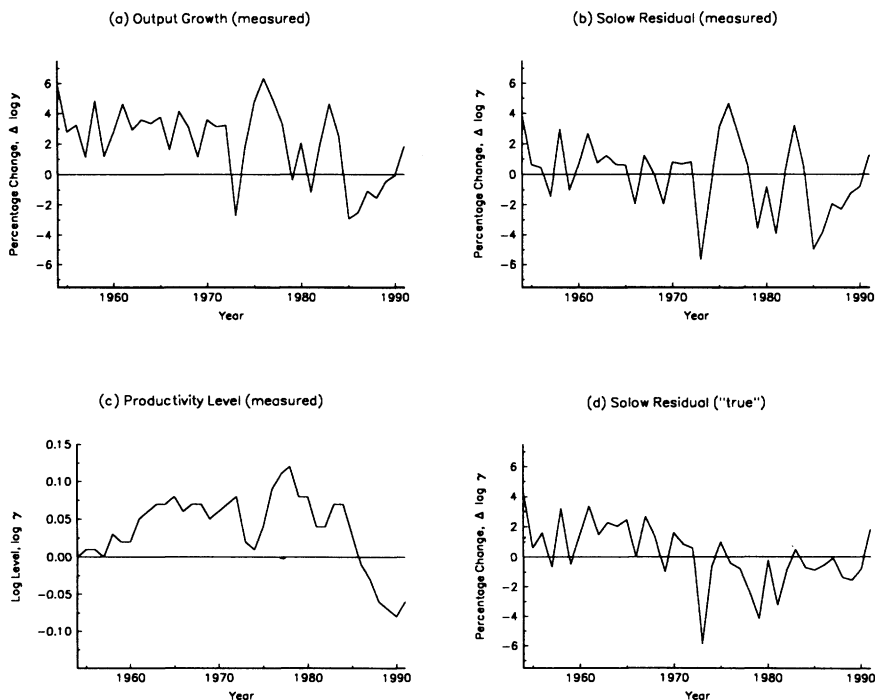 (a) Output Growth (measured)
Percentage Change, Δ log y
6
4
2
0
−2
−4
−6
1960 1970 1980 1990
Year
(b) Solow Residual (measured)
Percentage Change, Δ log γ
6
4
2
0
−2
−4
−6
1960 1970 1980 1990
Year
(c) Productivity Level (measured)
Log Level, log γ
0.15
0.10
0.05
0.00
−0.05
−0.10
1960 1970 1980 1990
Year
(d) Solow Residual ("true")
Percentage Change, Δ log γ
6
4
2
0
−2
−4
−6
1960 1970 1980 1990
Year